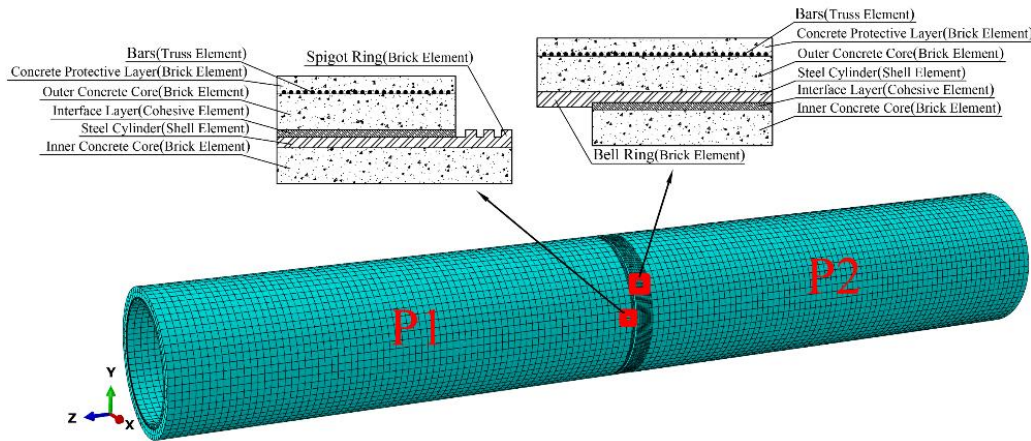 Bars(Truss Element)
Concrete Protective Layer(Brick Element)
Outer Concrete Core(Brick Element)
Interface Layer(Cohesive Element)
Steel Cylinder(Shell Element)
Inner Concrete Core(Brick Element)
Spigot Ring(Brick Element)
Bars(Truss Element)
Concrete Protective Layer(Brick Element)
Outer Concrete Core(Brick Element)
Steel Cylinder(Shell Element)
Interface Layer(Cohesive Element)
Inner Concrete Core(Brick Element)
Bell Ring(Brick Element)
P1
P2
Y
Z
X